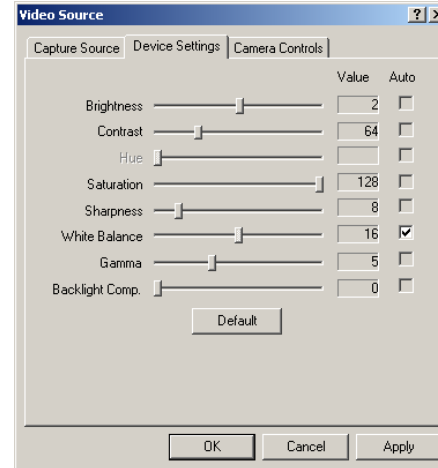 Video Source
Capture Source Device Settings Camera Controls
Value Auto
Brightness 2
Contrast 64
Hue
Saturation 128
Sharpness 8
White Balance 16
Gamma 5
Backlight Comp. 0
Default
OK Cancel Apply